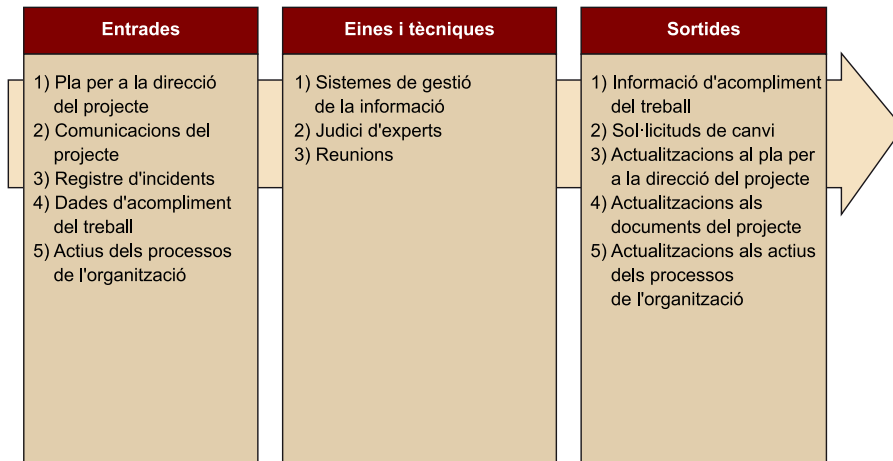 Entrades
1) Pla per a la direcció
del projecte
2) Comunicacions del
projecte
3) Registre d'incidents
4) Dades d'acompliment
del treball
5) Actius dels processos
de l'organització
Eines i tècniques
1) Sistemes de gestió
de la informació
2) Judici d'experts
3) Reunions
Sortides
1) Informació d'acompliment
del treball
2) Sol·licituds de canvi
3) Actualitzacions al pla per
a la direcció del projecte
4) Actualitzacions als
documents del projecte
5) Actualitzacions als actius
dels processos
de l'organització